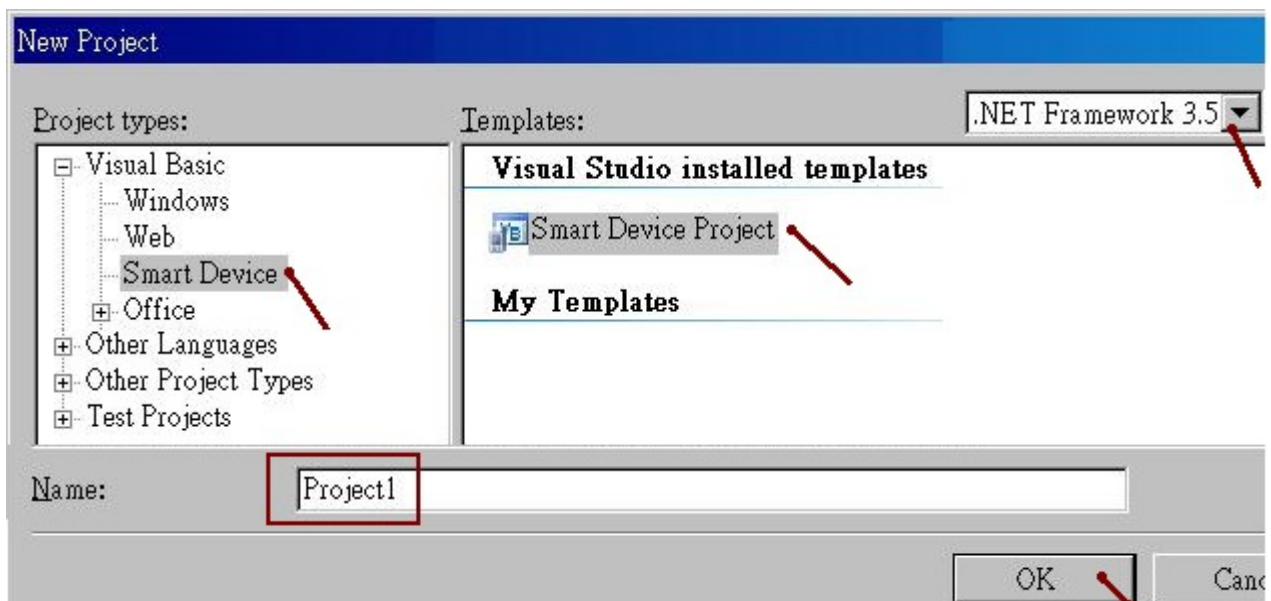 New Project
Project types:
Templates:
.NET Framework 3.5
Visual Basic
Windows
Web
Smart Device
Office
Other Languages
Other Project Types
Test Projects
Visual Studio installed templates
Smart Device Project
My Templates
Name:
Project1
OK
Canc